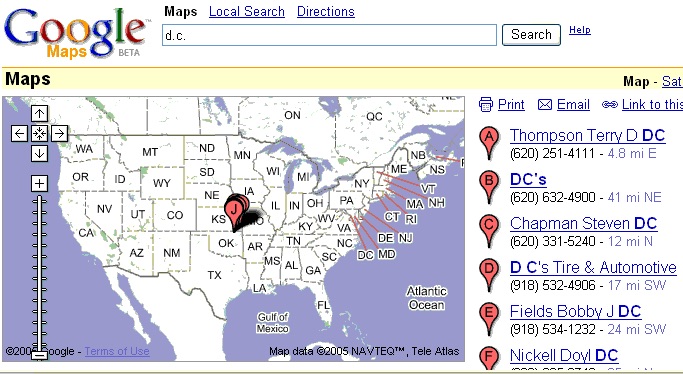 Maps Local Search Directions
Google™
Maps BETA
d.c.
Search
Help
Maps
Map - Sat
Print Email Link to this
ON
QC
WA
MT
ND
MN
NB
ME
NS
OR
ID
SD
WI
MI
NY
VT
NH
WY
NE
IA
MA
NV
UT
CO
IL
IN
OH
PA
CT
RI
CA
KS
MO
KY
WV
VA
DE
NJ
AZ
NM
OK
AR
TN
NC
DC
MD
TX
MS
AL
GA
SC
LA
FL
J
Atlantic
Ocean
Gulf of
Mexico
Google - Terms of Use
Map data ©2005 NAVTEQ™, Tele Atlas
A
Thompson Terry D DC
(620) 251-4111 - 4.8 mi E
B
DC's
(620) 632-4900 - 41 mi NE
C
Chapman Steven DC
(620) 331-5240 - 12 mi N
D
D C's Tire & Automotive
(918) 532-4906 - 17 mi SW
E
Fields Bobby J DC
(918) 534-1232 - 24 mi SW
F
Nickell Doyl DC